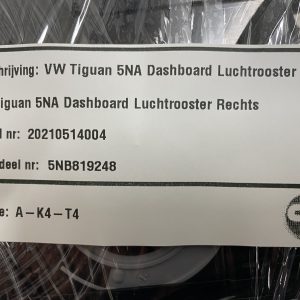 hrijving: VW Tiguan 5NA Dashboard Luchtrooster
iguan 5NA Dashboard Luchtrooster Rechts
l nr: 20210514004
deel nr: 5NB819248
e: A-K4-T4